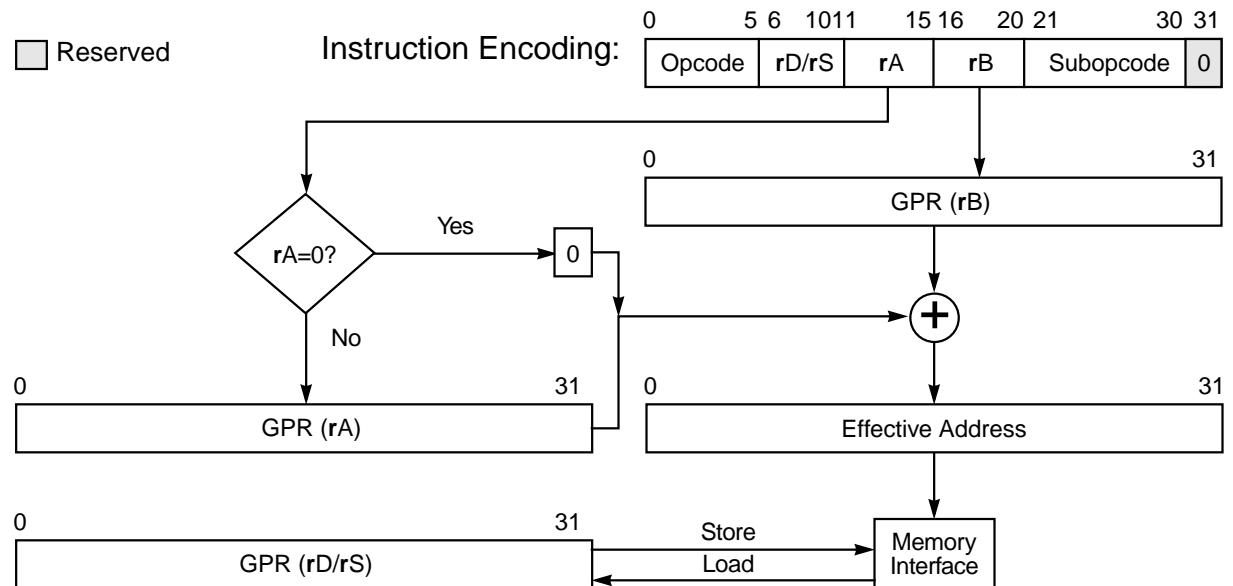 0 5 6 1011 15 16 20 21 30 31
Reserved
Instruction Encoding:
Opcode rD/rS rA rB Subopcode 0
0 31
GPR (rB)
Yes
rA=0?
0
+
No
0 31
0 31
GPR (rA)
Effective Address
0 31
Store
Memory
Interface
Load
GPR (rD/rS)